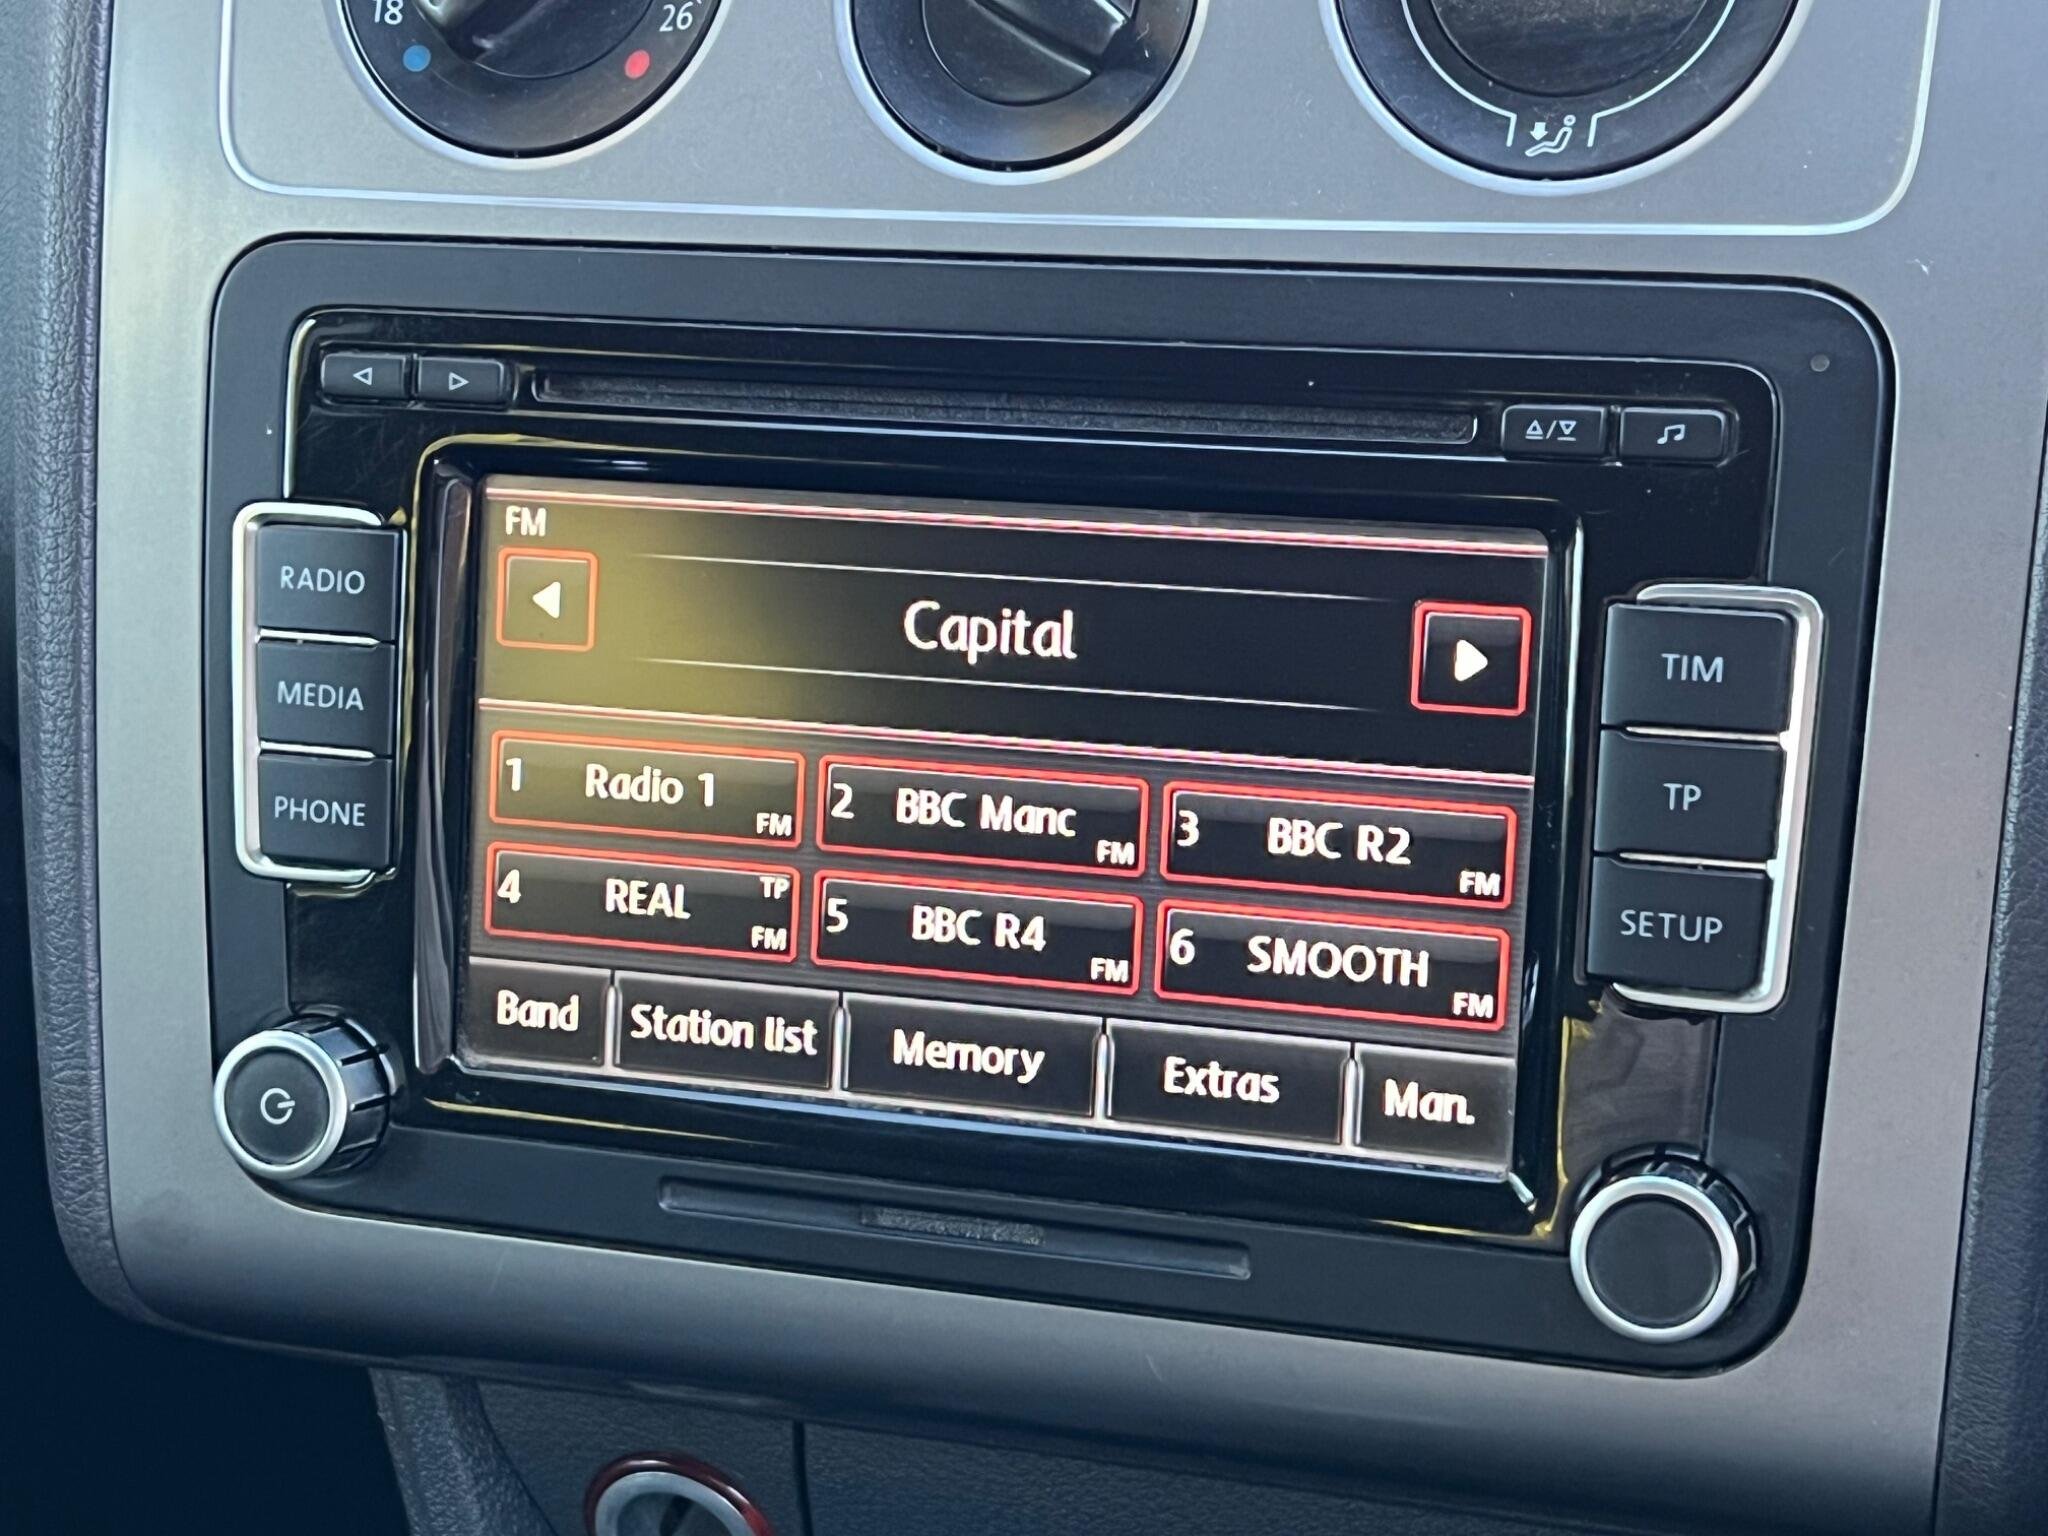 18
26
FM
Capital
RADIO
MEDIA
PHONE
TIM
TP
SETUP
1 Radio 1 FM
2 BBC Manc FM
3 BBC R2 FM
4 REAL TP FM
5 BBC R4 FM
6 SMOOTH FM
Band
Station list
Memory
Extras
Man.